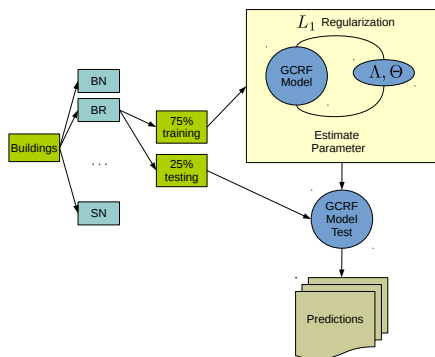 L₁ Regularization
GCRF
Model
Λ, Θ
Estimate
Parameter
BN
BR
75%
training
Buildings
. . .
25%
testing
SN
GCRF
Model
Test
Predictions